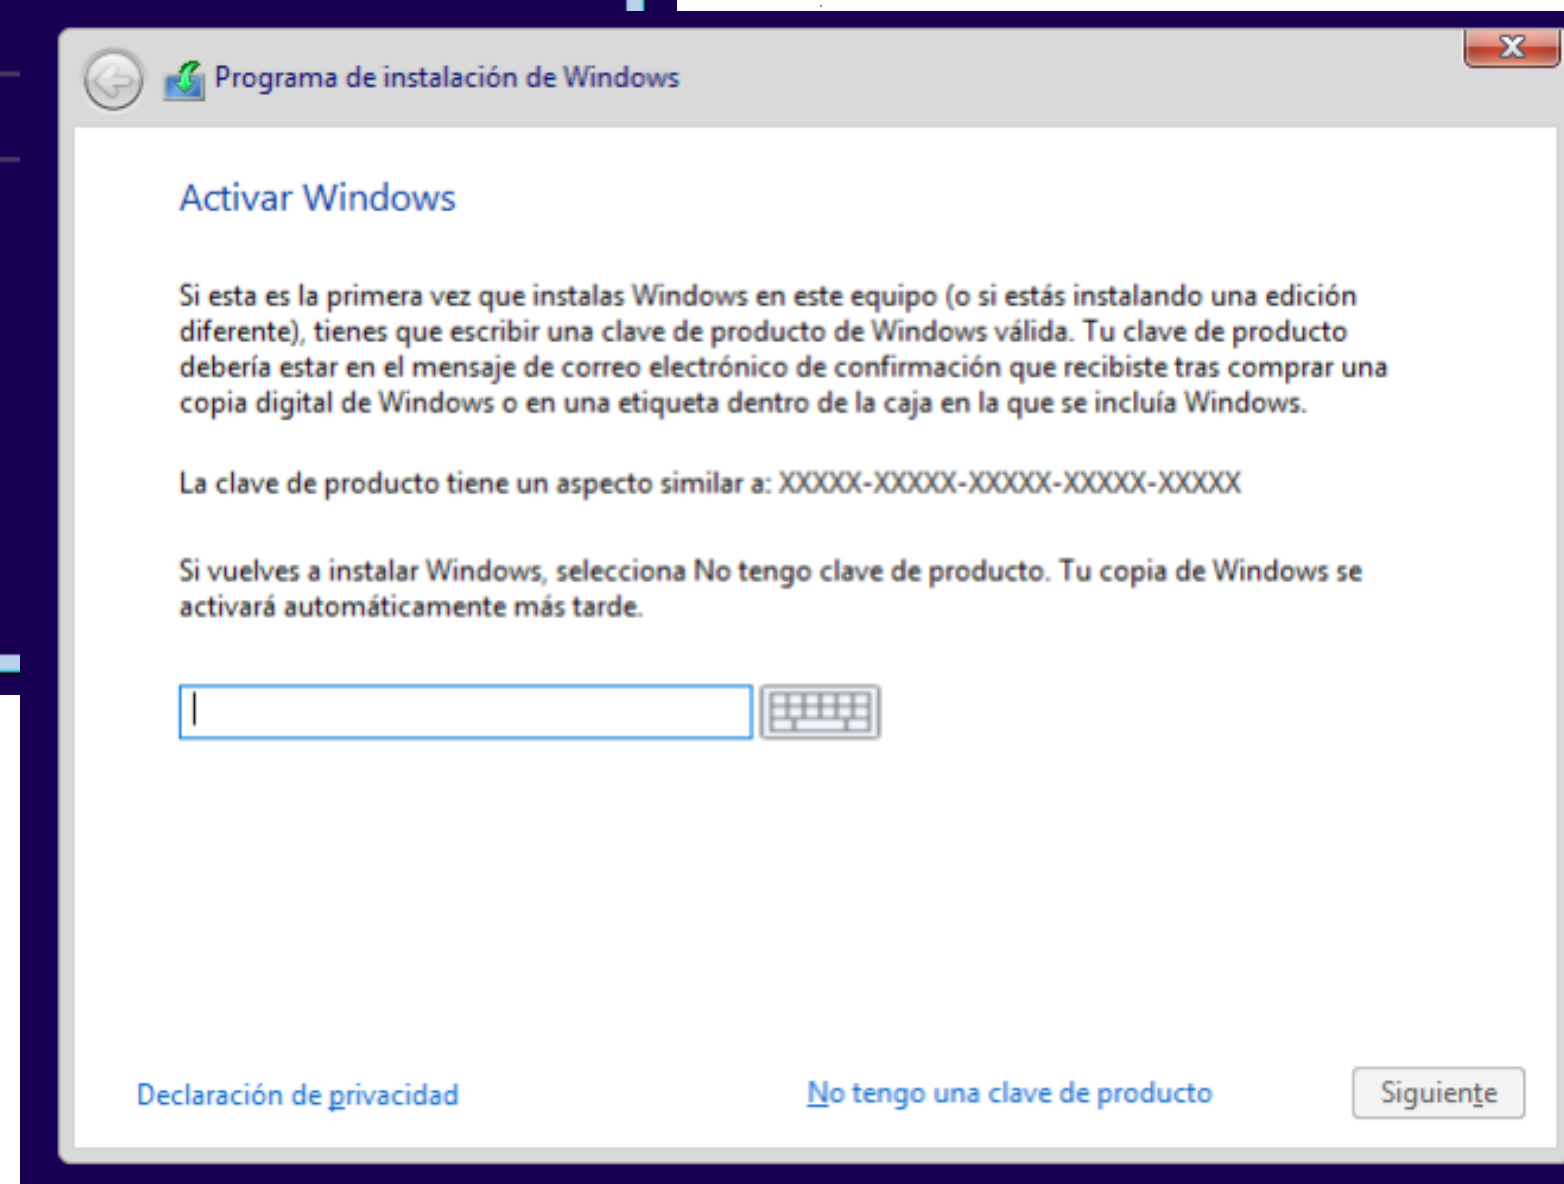 Programa de instalación de Windows
Activar Windows
Si esta es la primera vez que instalas Windows en este equipo (o si estás instalando una edición
diferente), tienes que escribir una clave de producto de Windows válida. Tu clave de producto
debería estar en el mensaje de correo electrónico de confirmación que recibiste tras comprar una
copia digital de Windows o en una etiqueta dentro de la caja en la que se incluía Windows.
La clave de producto tiene un aspecto similar a: XXXXX-XXXXX-XXXXX-XXXXX-XXXXX
Si vuelves a instalar Windows, selecciona No tengo clave de producto. Tu copia de Windows se
activará automáticamente más tarde.
Declaración de privacidad
No tengo una clave de producto
Siguiente